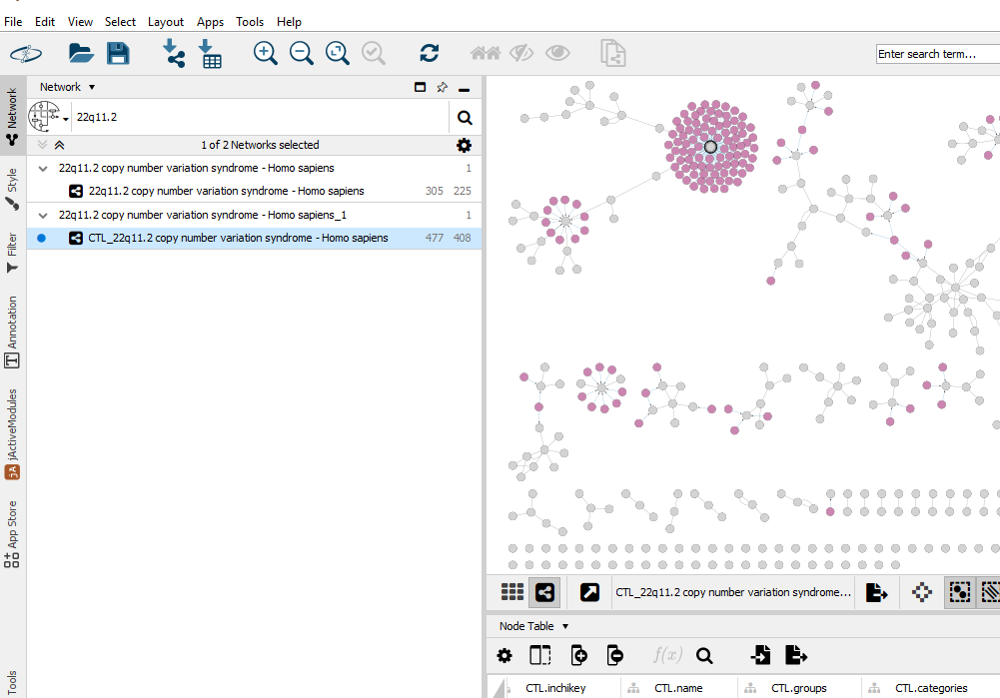 File Edit View Select Layout Apps Tools Help
Enter search term...
Network
Style
Filter
Annotation
jActiveModules
App Store
Tools
Network
22q11.2
1 of 2 Networks selected
22q11.2 copy number variation syndrome - Homo sapiens 1
22q11.2 copy number variation syndrome - Homo sapiens 305 225
22q11.2 copy number variation syndrome - Homo sapiens_1 1
CTL_22q11.2 copy number variation syndrome - Homo sapiens 477 408
CTL_22q11.2 copy number variation syndrome...
Node Table
f(x)
CTL.inchikey CTL.name CTL.groups CTL.categories